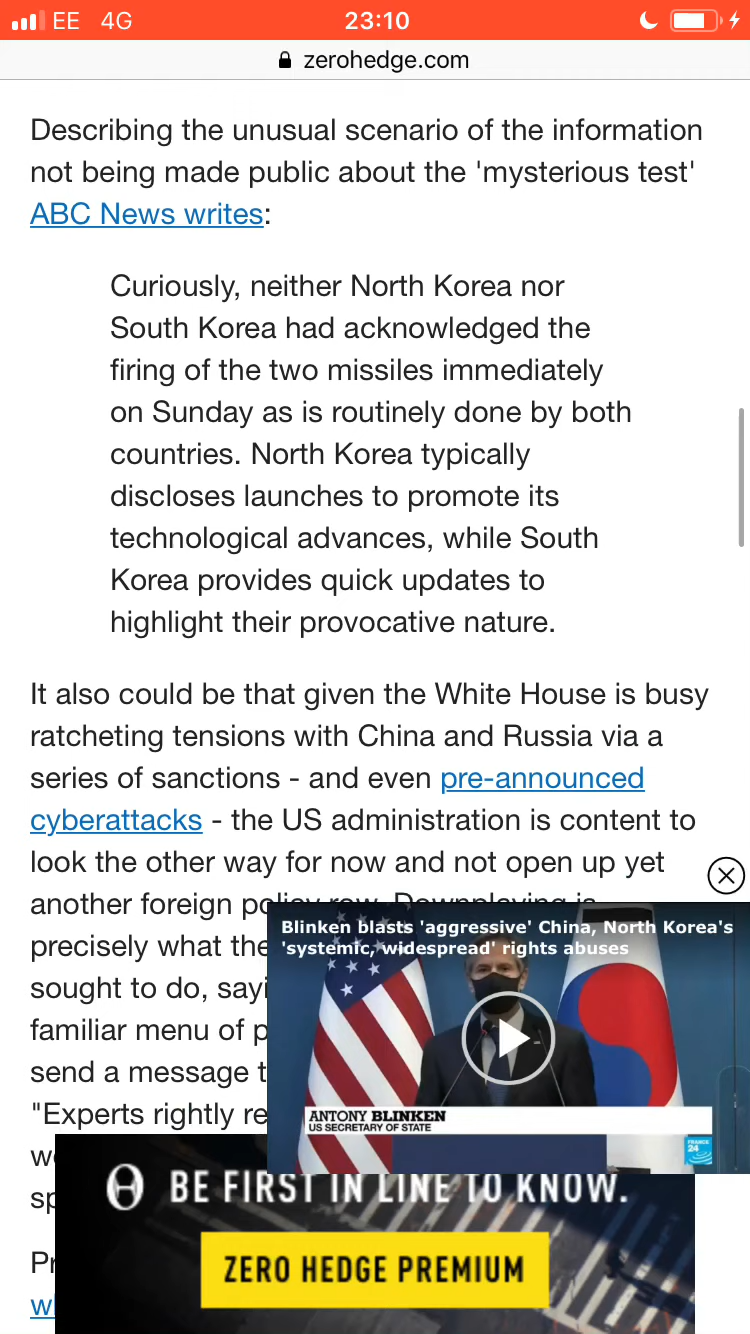 EE 4G 23:10
zerohedge.com
Describing the unusual scenario of the information
not being made public about the 'mysterious test'
ABC News writes:
Curiously, neither North Korea nor
South Korea had acknowledged the
firing of the two missiles immediately
on Sunday as is routinely done by both
countries. North Korea typically
discloses launches to promote its
technological advances, while South
Korea provides quick updates to
highlight their provocative nature.
It also could be that given the White House is busy
ratcheting tensions with China and Russia via a
series of sanctions - and even pre-announced
cyberattacks - the US administration is content to
look the other way for now and not open up yet
another foreign policy row. Downplaying is
precisely what the
sought to do, sayi
familiar menu of p
send a message t
"Experts rightly re
w
sp
Pr
w
Blinken blasts 'aggressive' China, North Korea's
'systemic, widespread' rights abuses
ANTONY BLINKEN
US SECRETARY OF STATE
FRANCE
24
BE FIRST IN LINE TO KNOW.
ZERO HEDGE PREMIUM